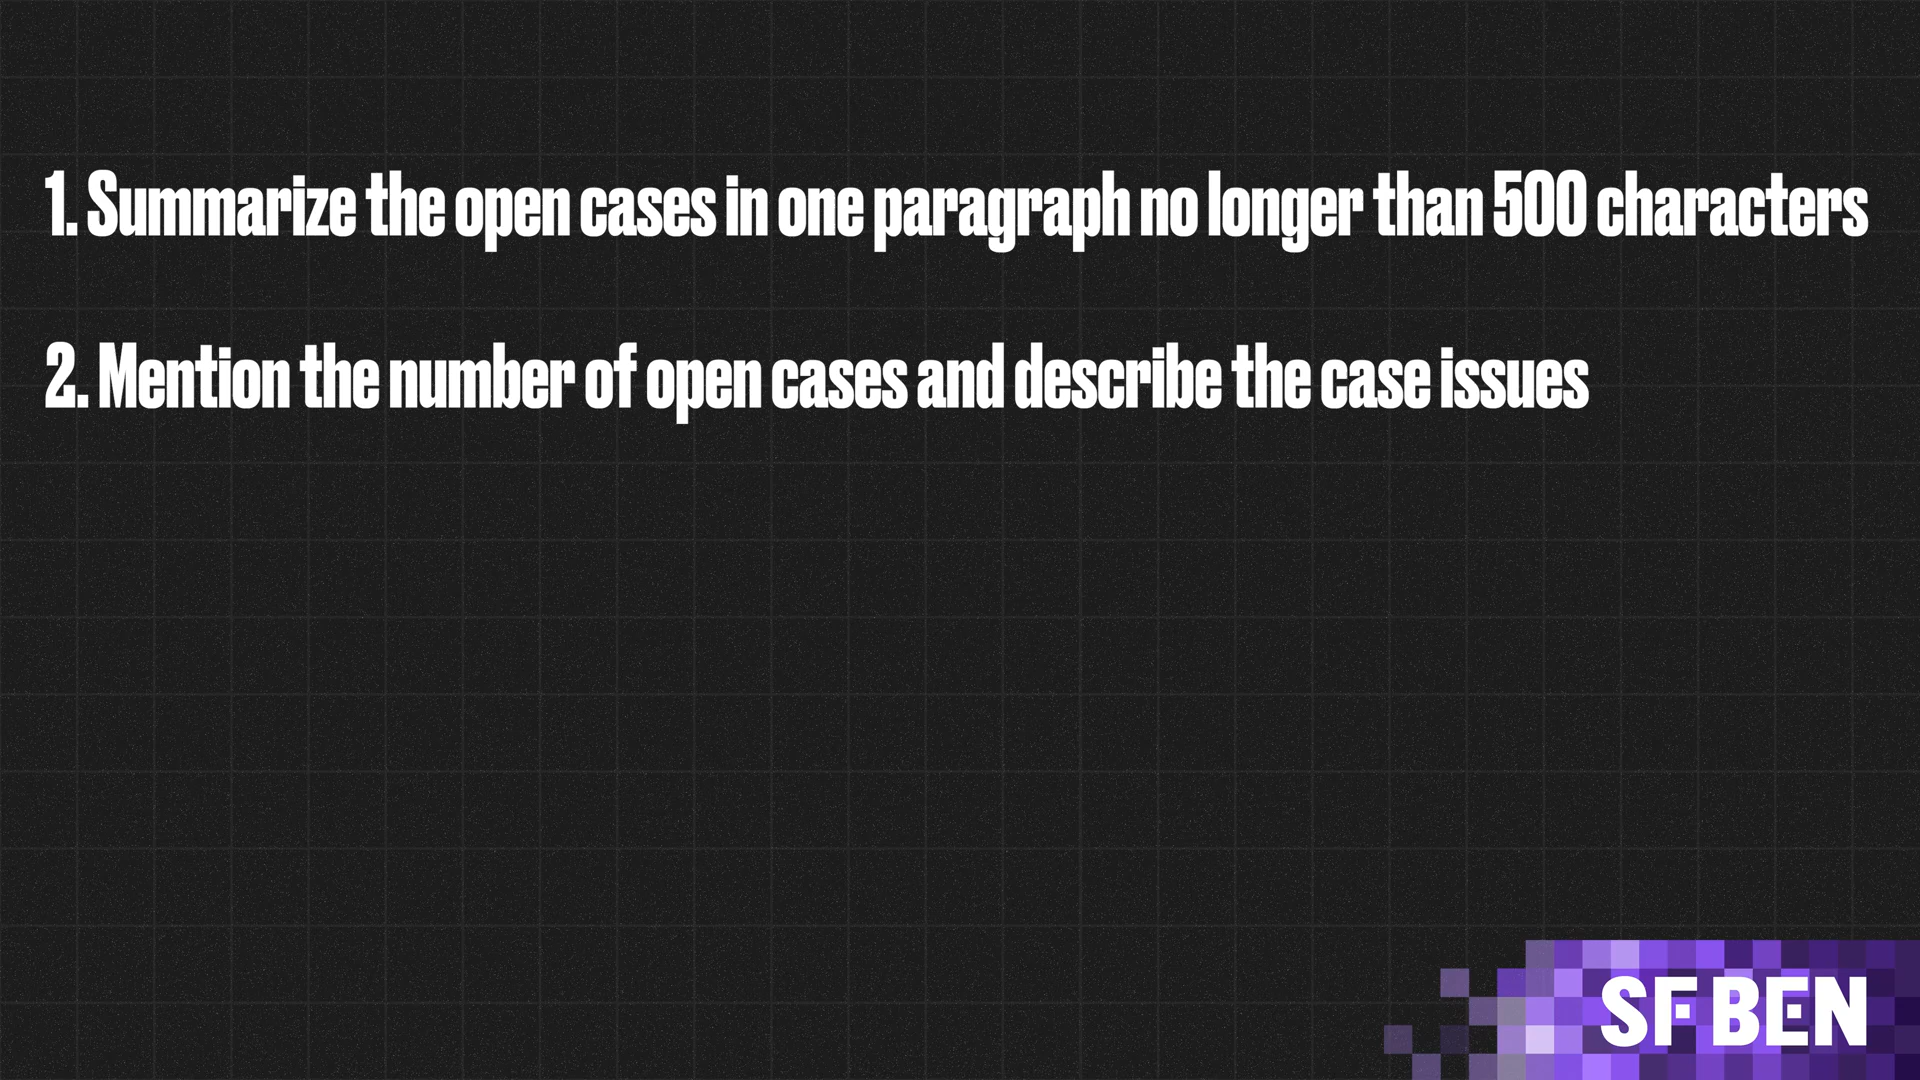 1. Summarize the open cases in one paragraph no longer than 500 characters
2. Mention the number of open cases and describe the case issues
SF BEN